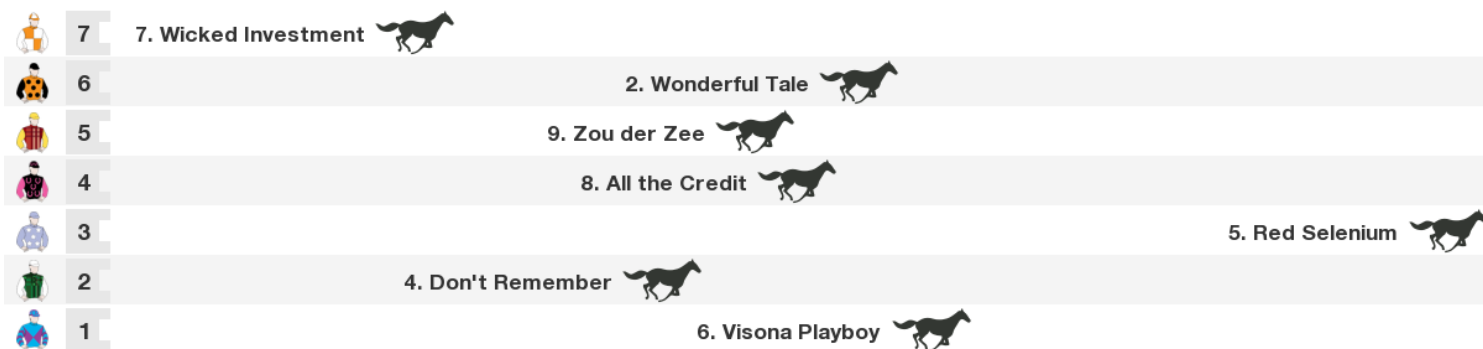 7 7. Wicked Investment
6 2. Wonderful Tale
5 9. Zou der Zee
4 8. All the Credit
3 5. Red Selenium
2 4. Don't Remember
1 6. Visona Playboy